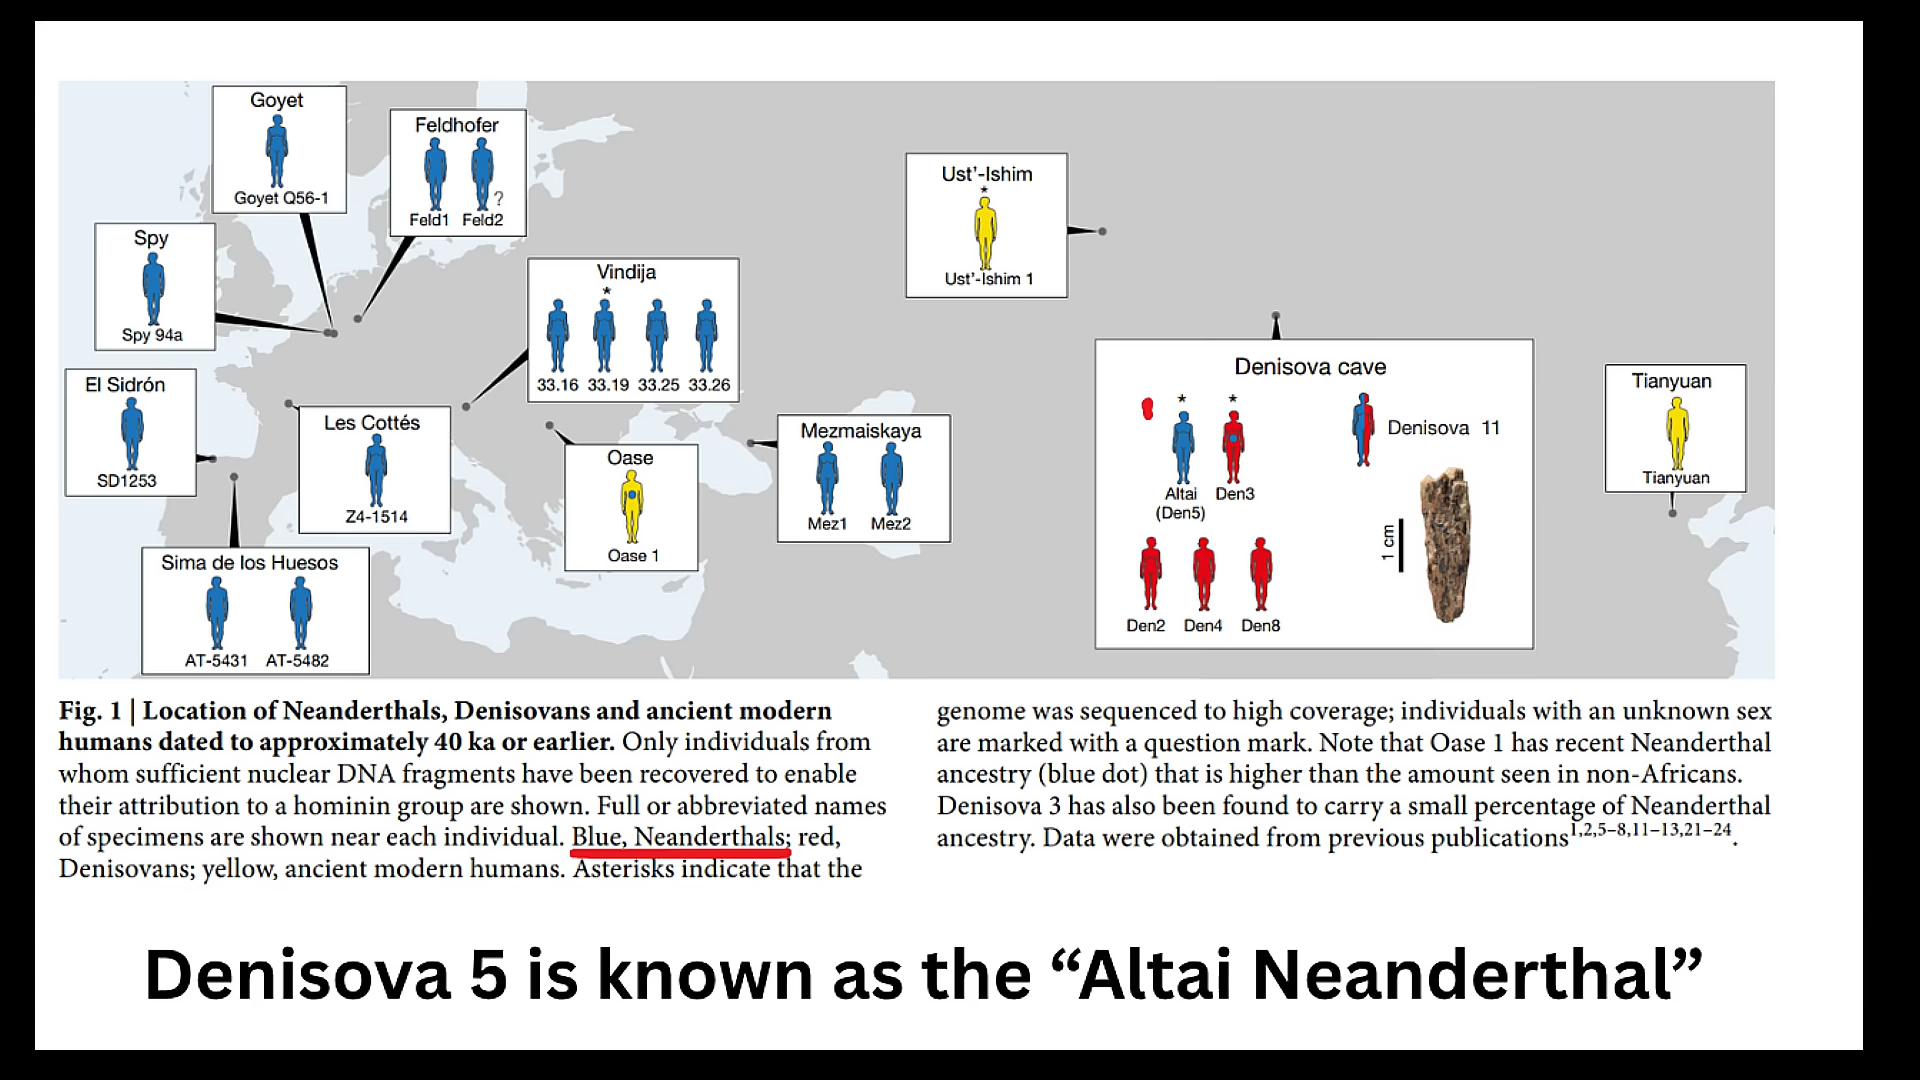 Goyet
Goyet Q56-1
Feldhofer
?
Feld1 Feld2
Spy
Spy 94a
Vindija
*
33.16 33.19 33.25 33.26
El Sidrón
SD1253
Les Cottés
Z4-1514
Oase
Oase 1
Mezmaiskaya
Mez1 Mez2
Sima de los Huesos
AT-5431 AT-5482
Ust’-Ishim
*
Ust’-Ishim 1
Denisova cave
* *
Altai
(Den5)
Den3
Denisova 11
1 cm
Den2 Den4 Den8
Tianyuan
Tianyuan
Fig. 1 | Location of Neanderthals, Denisovans and ancient modern
humans dated to approximately 40 ka or earlier. Only individuals from
whom sufficient nuclear DNA fragments have been recovered to enable
their attribution to a hominin group are shown. Full or abbreviated names
of specimens are shown near each individual. Blue, Neanderthals; red,
Denisovans; yellow, ancient modern humans. Asterisks indicate that the
genome was sequenced to high coverage; individuals with an unknown sex
are marked with a question mark. Note that Oase 1 has recent Neanderthal
ancestry (blue dot) that is higher than the amount seen in non-Africans.
Denisova 3 has also been found to carry a small percentage of Neanderthal
ancestry. Data were obtained from previous publications1,2,5–8,11–13,21–24.
Denisova 5 is known as the “Altai Neanderthal”